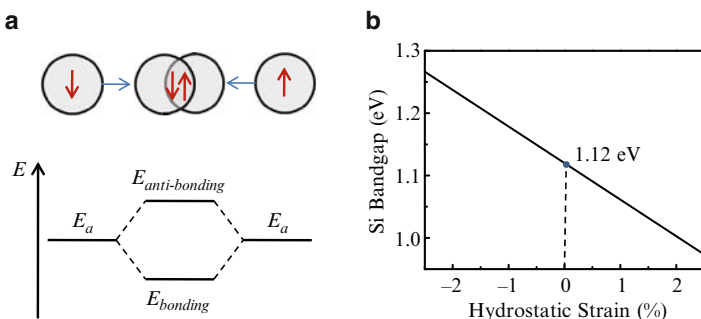 a
E
E_anti-bonding
E_a
E_a
E_bonding
b
Si Bandgap (eV)
1.3
1.2
1.1
1.0
1.12 eV
−2
−1
0
1
2
Hydrostatic Strain (%)